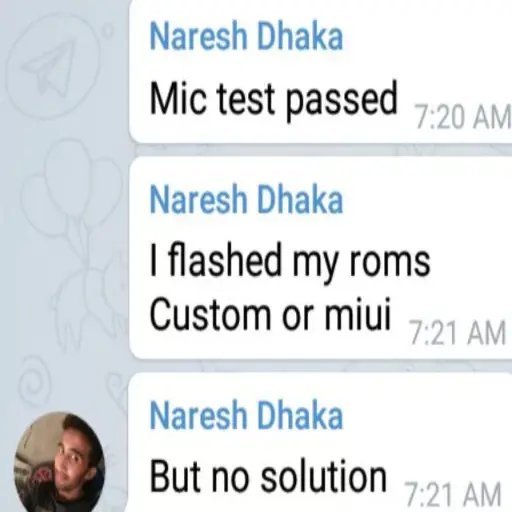 Naresh Dhaka
Mic test passed
7:20 AM
Naresh Dhaka
I flashed my roms
Custom or miui
7:21 AM
Naresh Dhaka
But no solution
7:21 AM